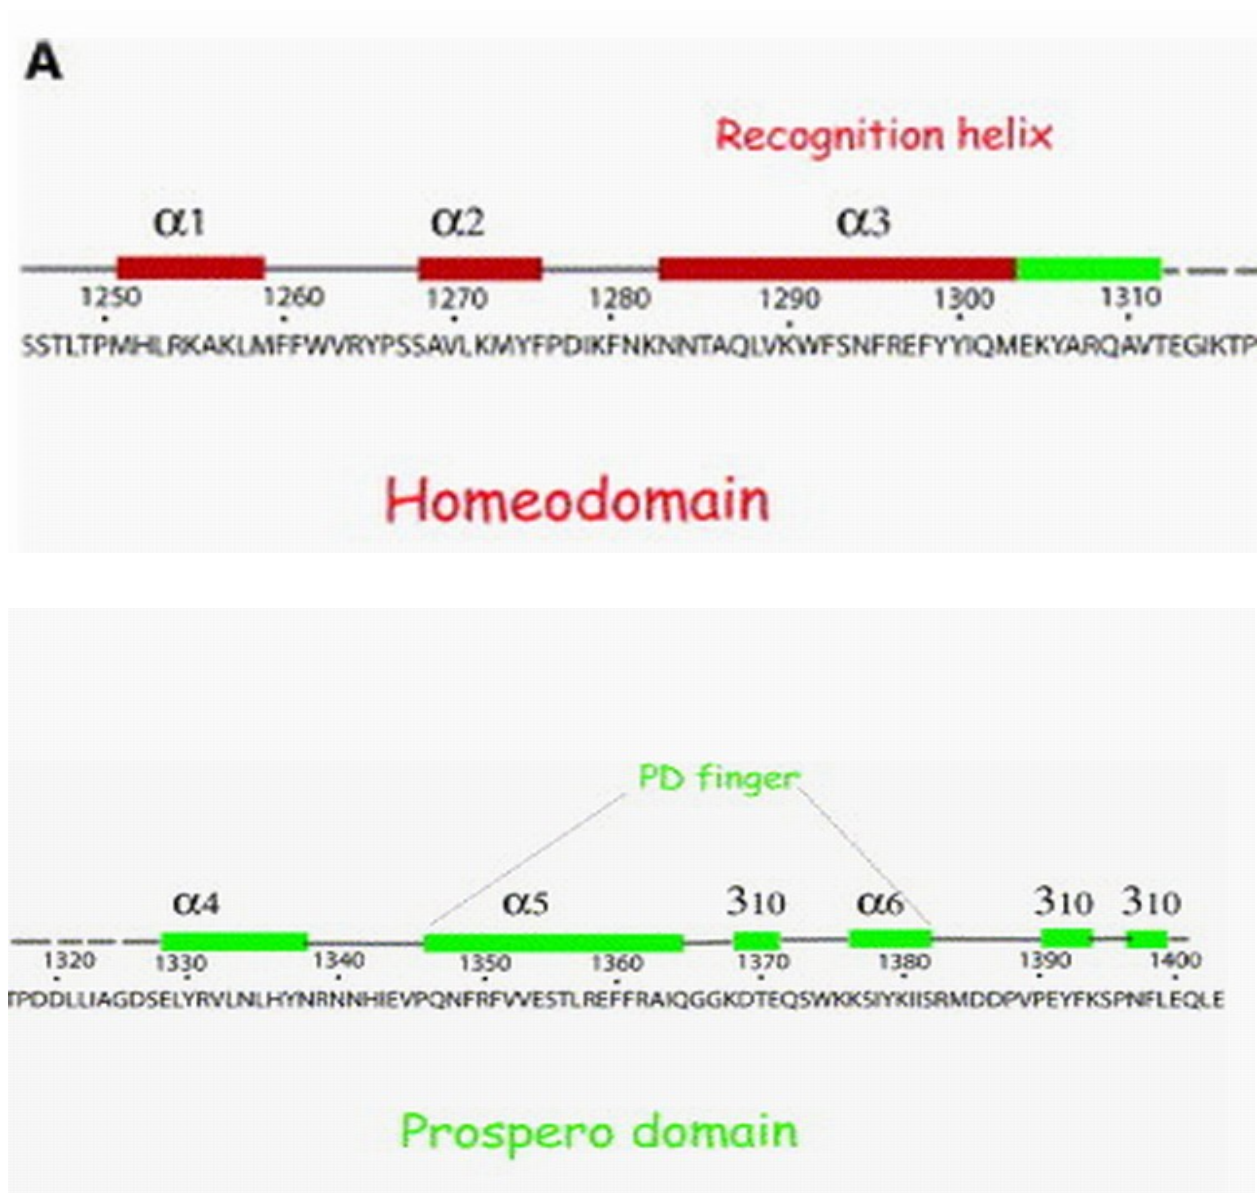 A
Recognition helix
α1 α2 α3
1250 1260 1270 1280 1290 1300 1310
SSTLTPMHLRKAKLMFFWVRYPSSAVLKMYFPDIKFNKNNTAQLVKWFSNFREFYYIQMEKYARQAVTEGIKTP
Homeodomain
PD finger
α4 α5 310 α6 310 310
1320 1330 1340 1350 1360 1370 1380 1390 1400
TPDDLLIAGDSELYRVLNLHYNRNNHIEVPQNFRFVVESTLREFFRAIQGGKDTEQSWKKSIYKIISRMDDPVPEYFKSPNFLEQLE
Prospero domain